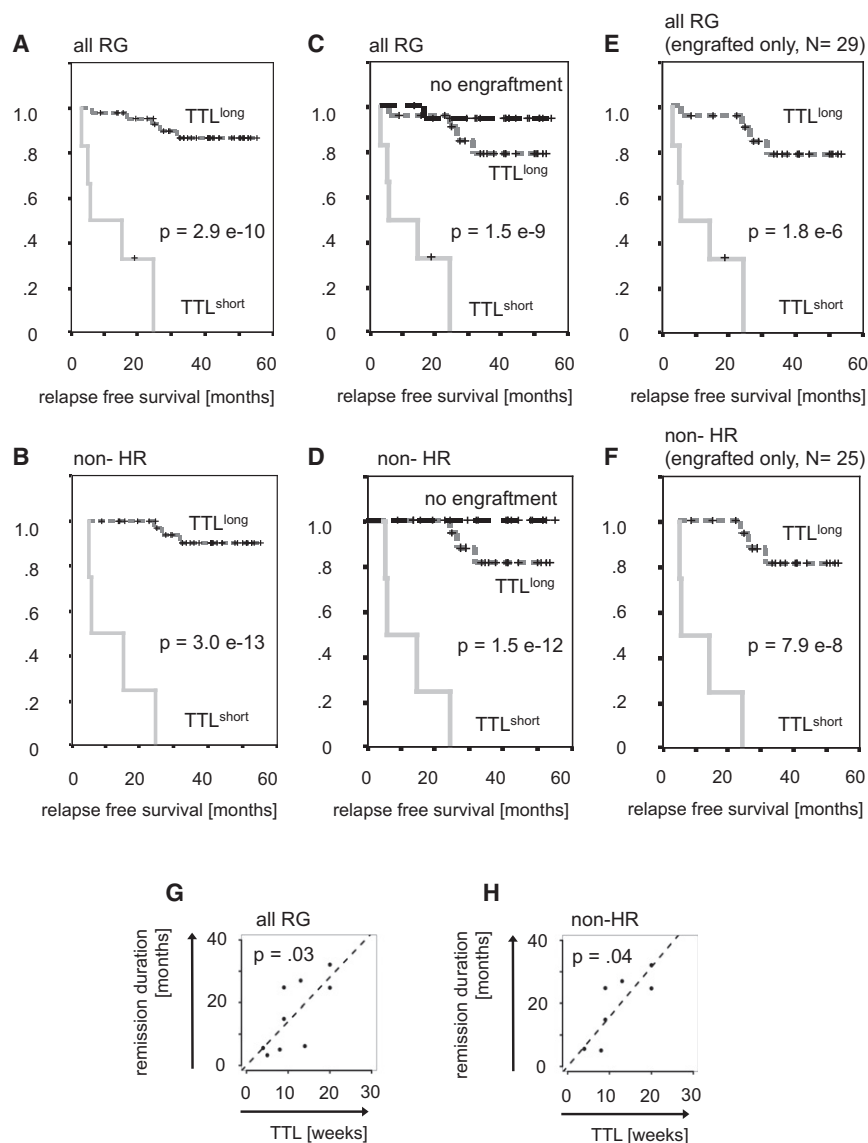 A
all RG
1.0
.8
.6
.4
.2
0
TTLlong
p = 2.9 e-10
TTLshort
0 20 40 60
relapse free survival [months]
C
all RG
no engraftment
1.0
.8
.6
.4
.2
0
TTLlong
p = 1.5 e-9
TTLshort
0 20 40 60
relapse free survival [months]
E
all RG
(engrafted only, N= 29)
1.0
.8
.6
.4
.2
0
TTLlong
p = 1.8 e-6
TTLshort
0 20 40 60
relapse free survival [months]
B
non- HR
1.0
.8
.6
.4
.2
0
TTLlong
p = 3.0 e-13
TTLshort
0 20 40 60
relapse free survival [months]
D
non- HR
no engraftment
1.0
.8
.6
.4
.2
0
TTLlong
p = 1.5 e-12
TTLshort
0 20 40 60
relapse free survival [months]
F
non- HR
(engrafted only, N= 25)
1.0
.8
.6
.4
.2
0
TTLlong
p = 7.9 e-8
TTLshort
0 20 40 60
relapse free survival [months]
G
all RG
remission duration
[months]
40
20
0
p = .03
0 10 20 30
TTL [weeks]
H
non-HR
remission duration
[months]
40
20
0
p = .04
0 10 20 30
TTL [weeks]